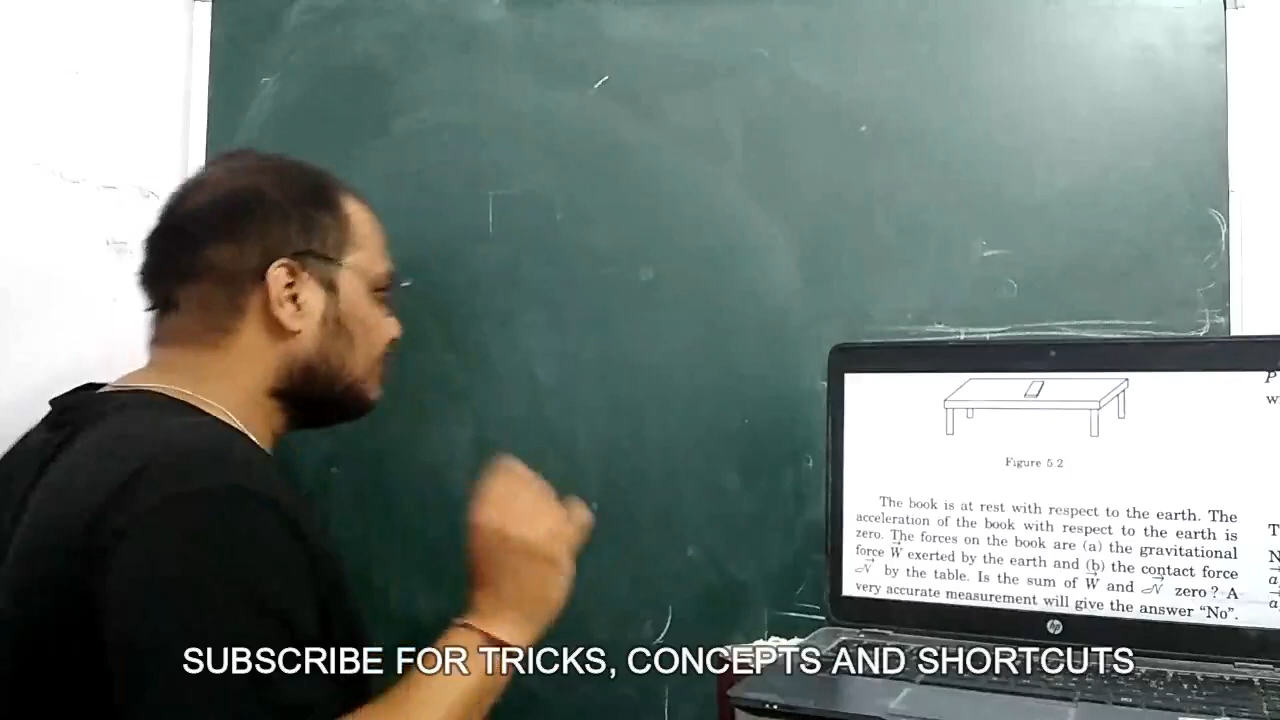 Figure 5.2
The book is at rest with respect to the earth. The
acceleration of the book with respect to the earth is
zero. The forces on the book are (a) the gravitational
force W exerted by the earth and (b) the contact force
𝒩 by the table. Is the sum of W and 𝒩 zero ? A
very accurate measurement will give the answer “No”.
hp
SUBSCRIBE FOR TRICKS, CONCEPTS AND SHORTCUTS